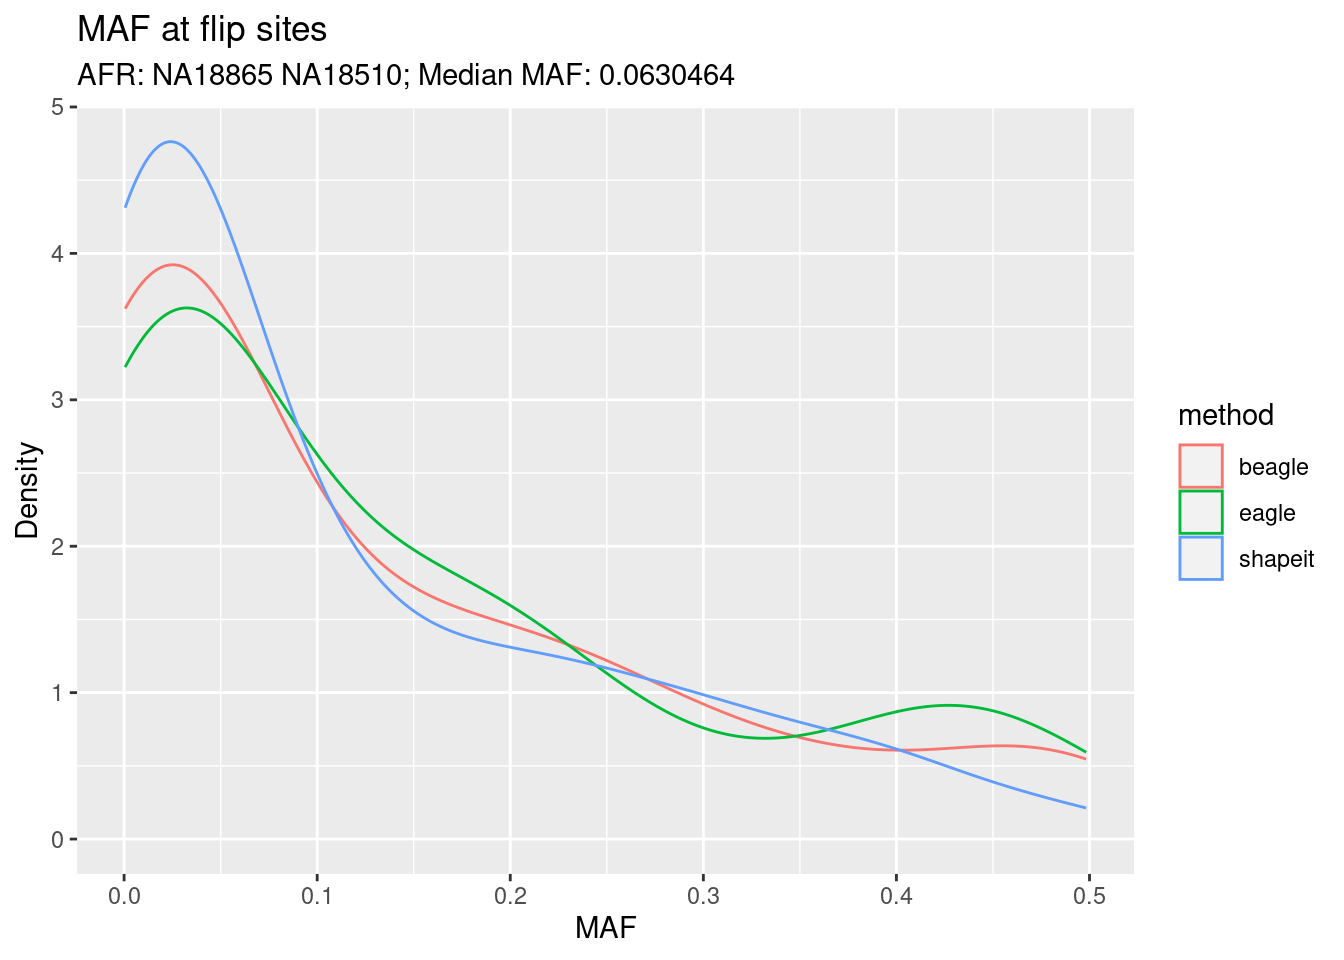 MAF at flip sites
AFR: NA18865 NA18510; Median MAF: 0.0630464
5
4
3
2
1
0
Density
0.0 0.1 0.2 0.3 0.4 0.5
MAF
method
beagle
eagle
shapeit